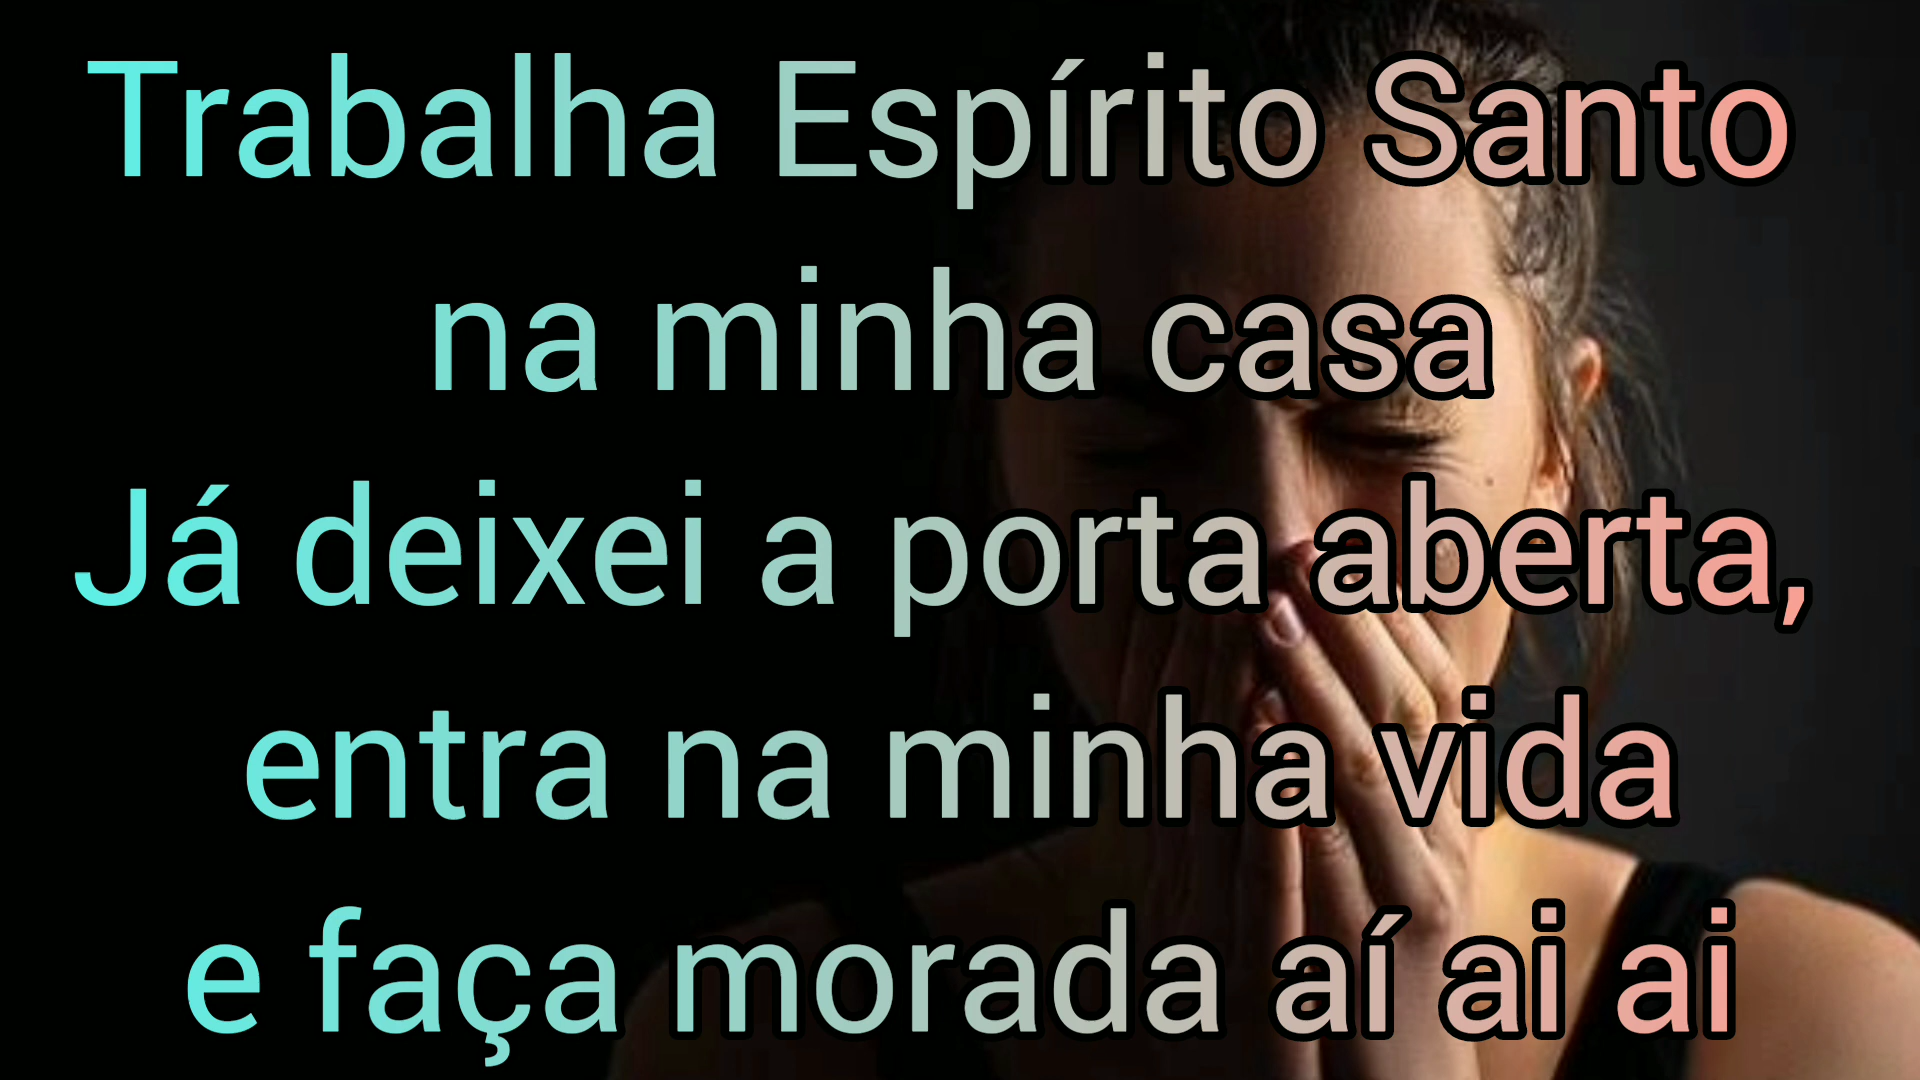 Trabalha Espírito Santo
na minha casa
Já deixei a porta aberta,
entra na minha vida
e faça morada aí ai ai